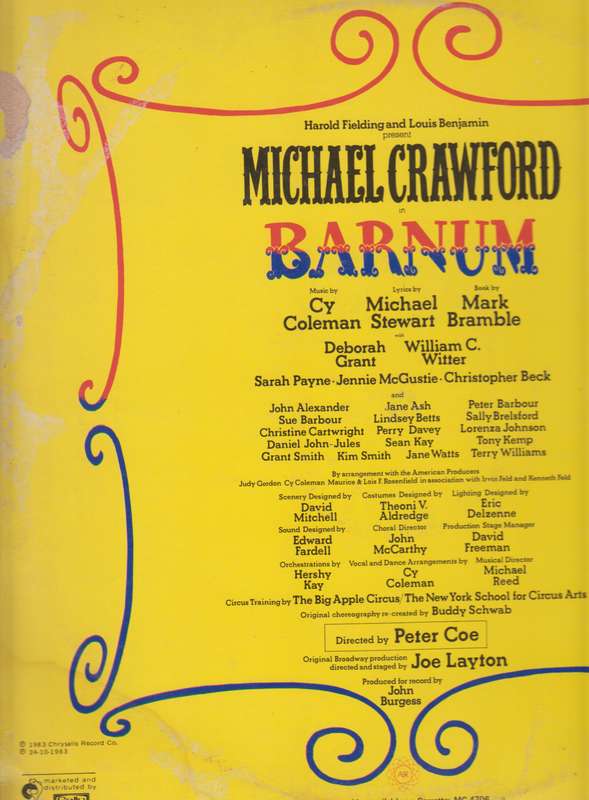 Harold Fielding and Louis Benjamin
present
MICHAEL CRAWFORD
in
BARNUM
Music by Lyrics by Book by
Cy Michael Mark
Coleman Stewart Bramble
with
Deborah William C.
Grant Witter
Sarah Payne-Jennie McGustie-Christopher Beck
and
John Alexander Jane Ash Peter Barbour
Sue Barbour Lindsey Betts Sally Brelsford
Christine Cartwright Perry Davey Lorenza Johnson
Daniel John-Jules Sean Kay Tony Kemp
Grant Smith Kim Smith Jane Watts Terry Williams
By arrangement with the American Producers
Judy Gordon Cy Coleman Maurice & Lois F. Rosenfield in association with Irvin Feld and Kenneth Feld
Scenery Designed by Costumes Designed by Lighting Designed by
David Theoni V. Eric
Mitchell Aldredge Delzenne
Sound Designed by Choral Director Production Stage Manager
Edward John David
Fardell McCarthy Freeman
Orchestrations by Vocal and Dance Arrangements by Musical Director
Hershy Cy Michael
Kay Coleman Reed
Circus Training by The Big Apple Circus/The New York School for Circus Arts
Original choreography re-created by Buddy Schwab
Directed by Peter Coe
Original Broadway production
directed and staged by Joe Layton
Produced for record by
John
Burgess
℗ 1983 Chrysalis Record Co.
℗ 24-10-1983
marketed and
distributed by